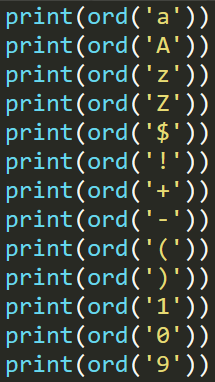 print(ord('a'))
print(ord('A'))
print(ord('z'))
print(ord('Z'))
print(ord('$'))
print(ord('!'))
print(ord('+'))
print(ord('-'))
print(ord('('))
print(ord(')'))
print(ord('1'))
print(ord('0'))
print(ord('9'))